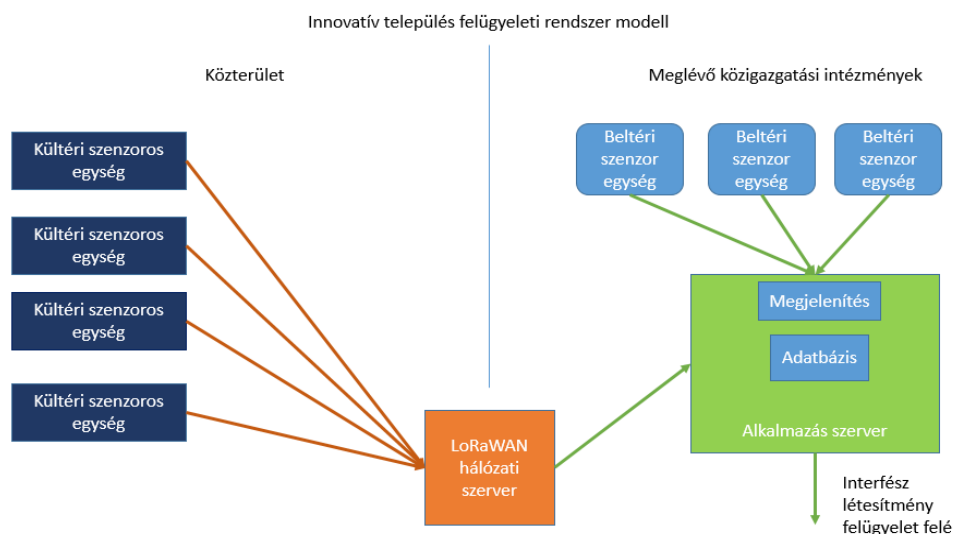 Innovatív település felügyeleti rendszer modell
Közterület
Meglévő közigazgatási intézmények
Kültéri szenzoros
egység
Kültéri szenzoros
egység
Kültéri szenzoros
egység
Kültéri szenzoros
egység
Beltéri
szenzor
egység
Beltéri
szenzor
egység
Beltéri
szenzor
egység
Megjelenítés
Adatbázis
Alkalmazás szerver
LoRaWAN
hálózati
szerver
Interfész
létesítmény
felügyelet felé